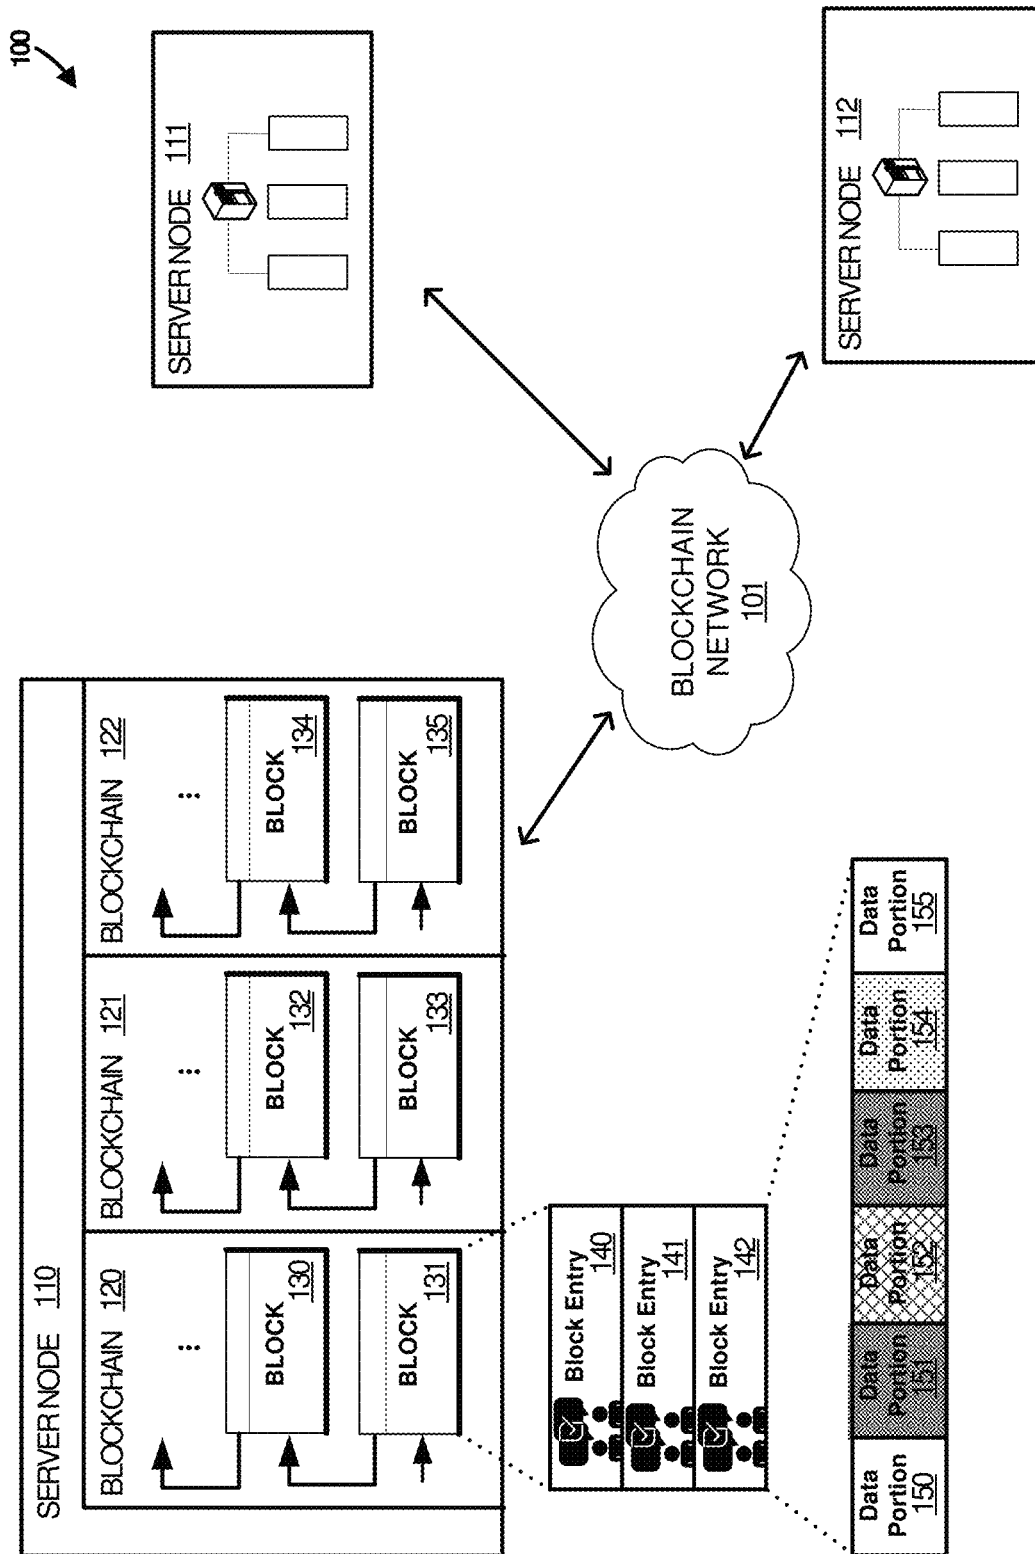 100
SERVER NODE 110
BLOCKCHAIN 120
...
BLOCK
130
BLOCK
131
BLOCKCHAIN 121
...
BLOCK
132
BLOCK
133
BLOCKCHAIN 122
...
BLOCK
134
BLOCK
135
SERVER NODE 111
BLOCKCHAIN
NETWORK
101
SERVER NODE 112
Block Entry
140
Block Entry
141
Block Entry
142
Data
Portion
150
Data
Portion
151
Data
Portion
152
Data
Portion
153
Data
Portion
154
Data
Portion
155